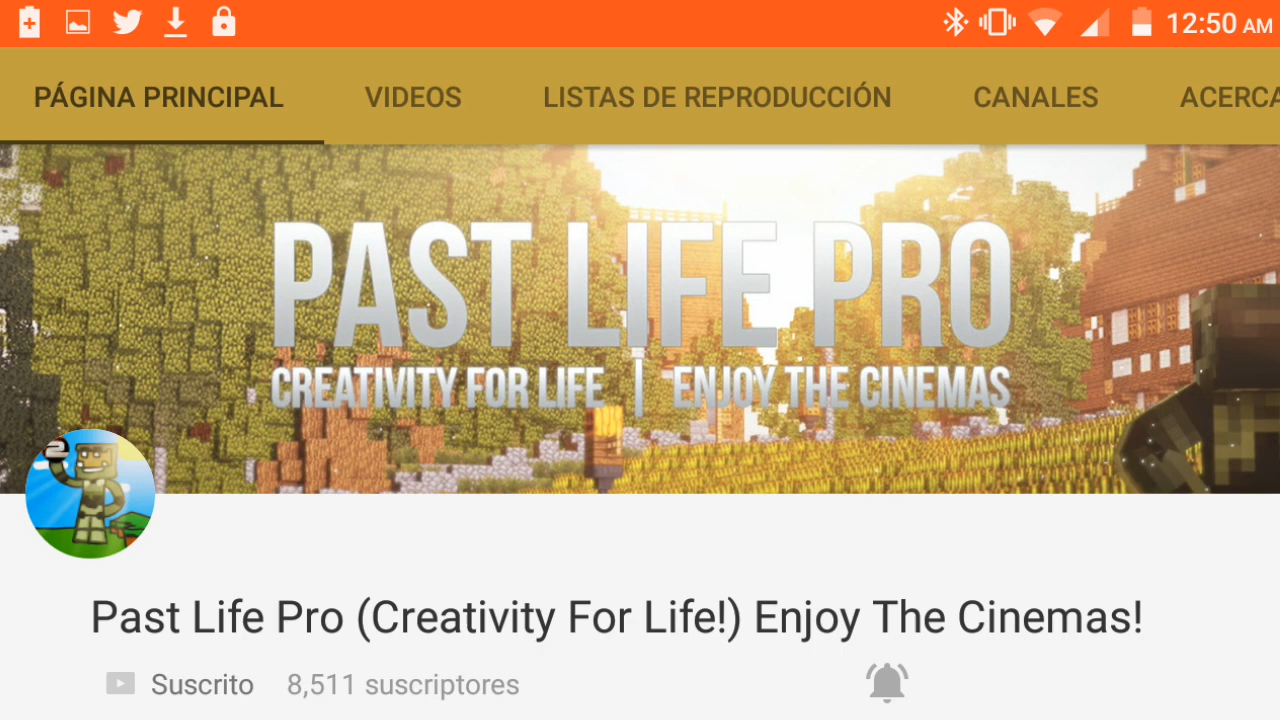 12:50 AM
PÁGINA PRINCIPAL VIDEOS LISTAS DE REPRODUCCIÓN CANALES ACERCA
PAST LIFE PRO
CREATIVITY FOR LIFE | ENJOY THE CINEMAS
2
Past Life Pro (Creativity For Life!) Enjoy The Cinemas!
Suscrito 8,511 suscriptores